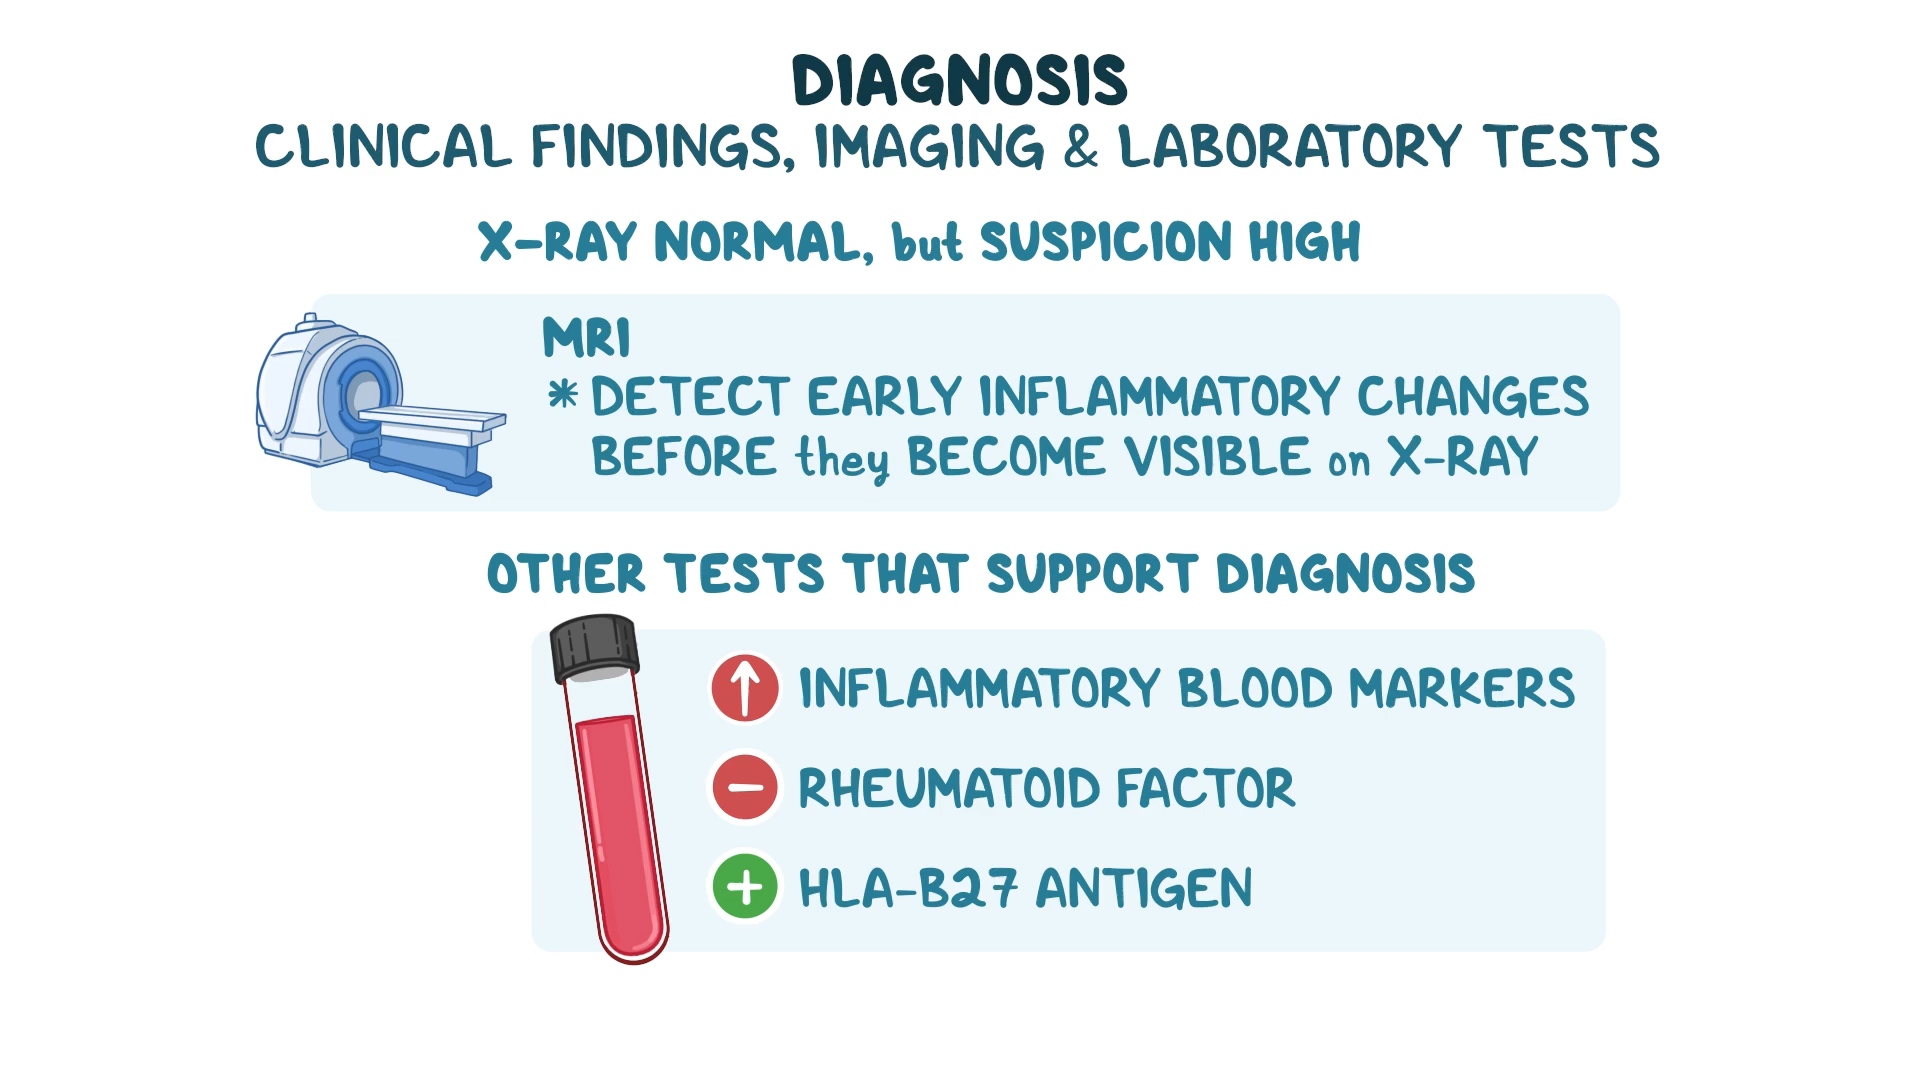 DIAGNOSIS
CLINICAL FINDINGS, IMAGING & LABORATORY TESTS
X-RAY NORMAL, but SUSPICION HIGH
MRI
* DETECT EARLY INFLAMMATORY CHANGES
BEFORE they BECOME VISIBLE on X-RAY
OTHER TESTS THAT SUPPORT DIAGNOSIS
↑ INFLAMMATORY BLOOD MARKERS
- RHEUMATOID FACTOR
+ HLA-B27 ANTIGEN